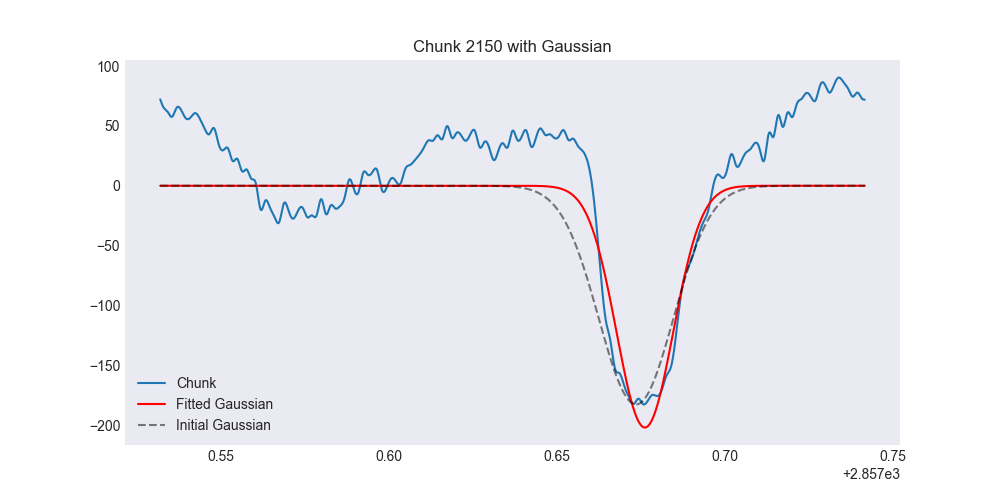 Chunk 2150 with Gaussian
100
50
0
−50
−100
−150
−200
Chunk
Fitted Gaussian
Initial Gaussian
0.55 0.60 0.65 0.70 0.75
+2.857e3